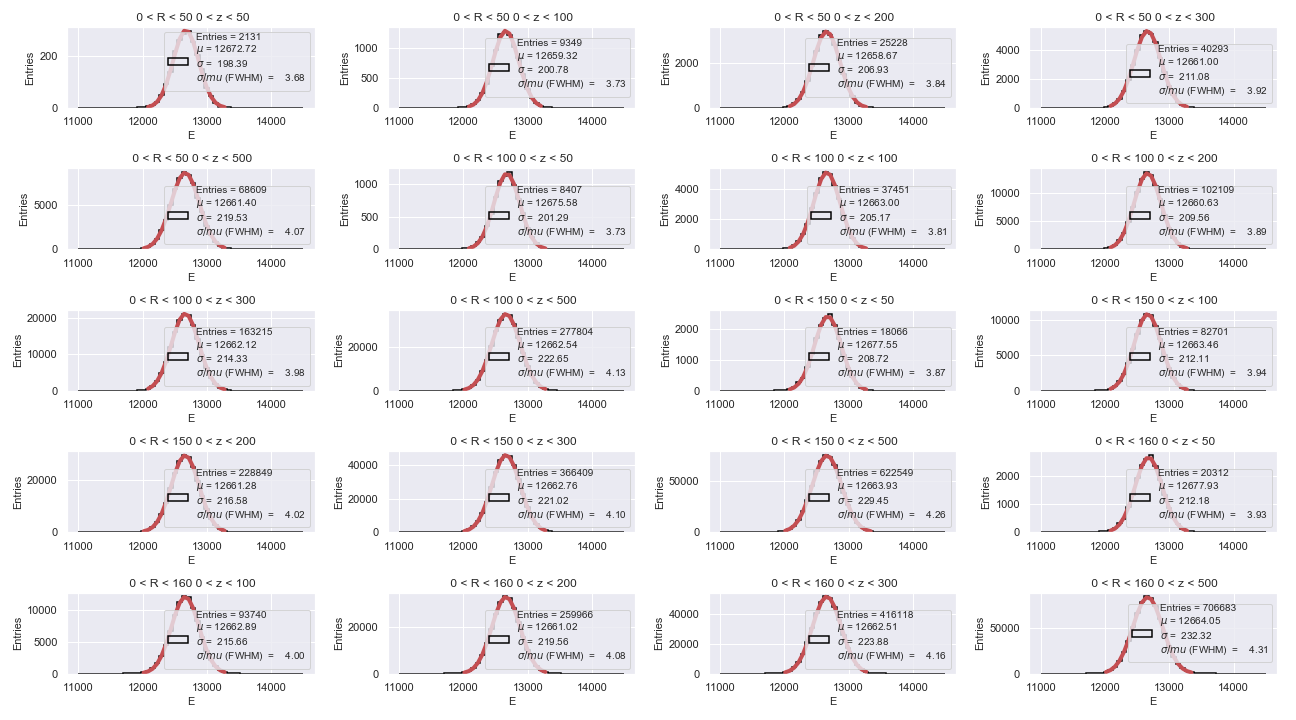 0 < R < 50 0 < z < 50
Entries
200
0
Entries = 2131
μ = 12672.72
σ = 198.39
σ/mu (FWHM) = 3.68
11000 12000 13000 14000
E
0 < R < 50 0 < z < 100
Entries
1000
500
0
Entries = 9349
μ = 12659.32
σ = 200.78
σ/mu (FWHM) = 3.73
11000 12000 13000 14000
E
0 < R < 50 0 < z < 200
Entries
2000
0
Entries = 25228
μ = 12658.67
σ = 206.93
σ/mu (FWHM) = 3.84
11000 12000 13000 14000
E
0 < R < 50 0 < z < 300
Entries
4000
2000
0
Entries = 40293
μ = 12661.00
σ = 211.08
σ/mu (FWHM) = 3.92
11000 12000 13000 14000
E
0 < R < 50 0 < z < 500
Entries
5000
0
Entries = 68609
μ = 12661.40
σ = 219.53
σ/mu (FWHM) = 4.07
11000 12000 13000 14000
E
0 < R < 100 0 < z < 50
Entries
1000
500
0
Entries = 8407
μ = 12675.58
σ = 201.29
σ/mu (FWHM) = 3.73
11000 12000 13000 14000
E
0 < R < 100 0 < z < 100
Entries
4000
2000
0
Entries = 37451
μ = 12663.00
σ = 205.17
σ/mu (FWHM) = 3.81
11000 12000 13000 14000
E
0 < R < 100 0 < z < 200
Entries
10000
5000
0
Entries = 102109
μ = 12660.63
σ = 209.56
σ/mu (FWHM) = 3.89
11000 12000 13000 14000
E
0 < R < 100 0 < z < 300
Entries
20000
10000
0
Entries = 163215
μ = 12662.12
σ = 214.33
σ/mu (FWHM) = 3.98
11000 12000 13000 14000
E
0 < R < 100 0 < z < 500
Entries
20000
0
Entries = 277804
μ = 12662.54
σ = 222.65
σ/mu (FWHM) = 4.13
11000 12000 13000 14000
E
0 < R < 150 0 < z < 50
Entries
2000
1000
0
Entries = 18066
μ = 12677.55
σ = 208.72
σ/mu (FWHM) = 3.87
11000 12000 13000 14000
E
0 < R < 150 0 < z < 100
Entries
10000
5000
0
Entries = 82701
μ = 12663.46
σ = 212.11
σ/mu (FWHM) = 3.94
11000 12000 13000 14000
E
0 < R < 150 0 < z < 200
Entries
20000
0
Entries = 228849
μ = 12661.28
σ = 216.58
σ/mu (FWHM) = 4.02
11000 12000 13000 14000
E
0 < R < 150 0 < z < 300
Entries
40000
20000
0
Entries = 366409
μ = 12662.76
σ = 221.02
σ/mu (FWHM) = 4.10
11000 12000 13000 14000
E
0 < R < 150 0 < z < 500
Entries
50000
0
Entries = 622549
μ = 12663.93
σ = 229.45
σ/mu (FWHM) = 4.26
11000 12000 13000 14000
E
0 < R < 160 0 < z < 50
Entries
2000
1000
0
Entries = 20312
μ = 12677.93
σ = 212.18
σ/mu (FWHM) = 3.93
11000 12000 13000 14000
E
0 < R < 160 0 < z < 100
Entries
10000
5000
0
Entries = 93740
μ = 12662.89
σ = 215.66
σ/mu (FWHM) = 4.00
11000 12000 13000 14000
E
0 < R < 160 0 < z < 200
Entries
20000
0
Entries = 259966
μ = 12661.02
σ = 219.56
σ/mu (FWHM) = 4.08
11000 12000 13000 14000
E
0 < R < 160 0 < z < 300
Entries
40000
20000
0
Entries = 416118
μ = 12662.51
σ = 223.88
σ/mu (FWHM) = 4.16
11000 12000 13000 14000
E
0 < R < 160 0 < z < 500
Entries
50000
0
Entries = 706683
μ = 12664.05
σ = 232.32
σ/mu (FWHM) = 4.31
11000 12000 13000 14000
E